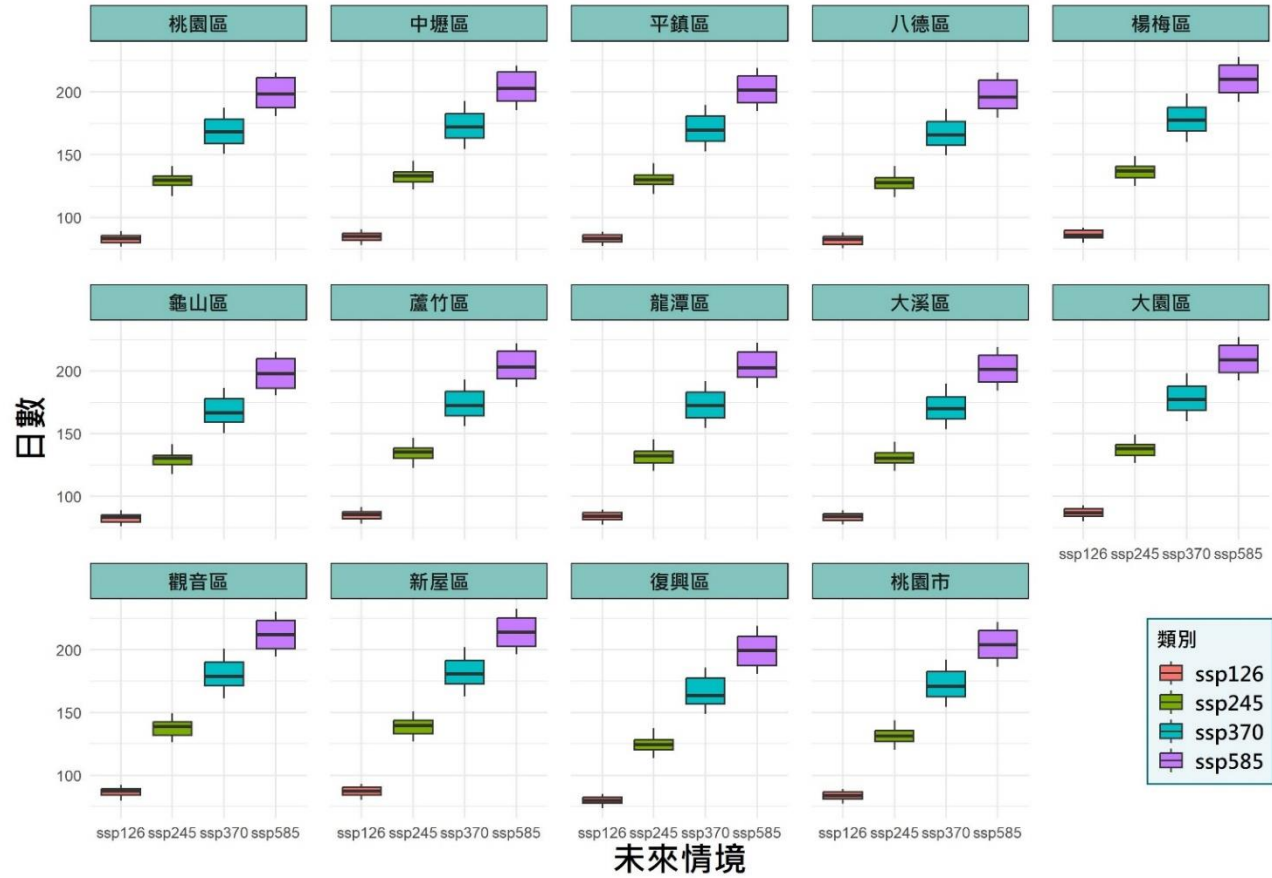 桃園區 中壢區 平鎮區 八德區 楊梅區
200
150
100
龜山區 蘆竹區 龍潭區 大溪區 大園區
200
150
100
日數
ssp126 ssp245 ssp370 ssp585
觀音區 新屋區 復興區 桃園市
200
150
100
ssp126 ssp245 ssp370 ssp585 ssp126 ssp245 ssp370 ssp585 ssp126 ssp245 ssp370 ssp585 ssp126 ssp245 ssp370 ssp585
未來情境
類別
ssp126
ssp245
ssp370
ssp585